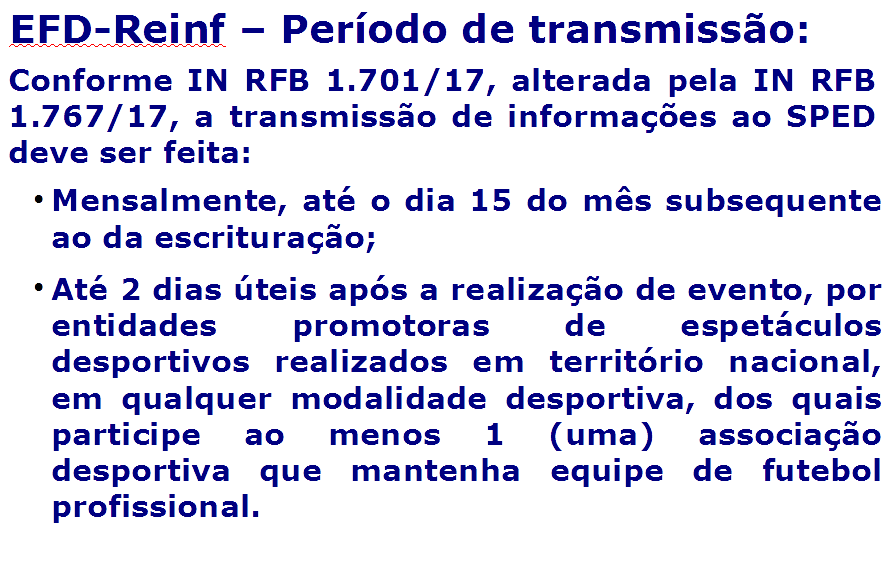 EFD-Reinf – Período de transmissão:
Conforme IN RFB 1.701/17, alterada pela IN RFB
1.767/17, a transmissão de informações ao SPED
deve ser feita:
• Mensalmente, até o dia 15 do mês subsequente
ao da escrituração;
• Até 2 dias úteis após a realização de evento, por
entidades promotoras de espetáculos
desportivos realizados em território nacional,
em qualquer modalidade desportiva, dos quais
participe ao menos 1 (uma) associação
desportiva que mantenha equipe de futebol
profissional.